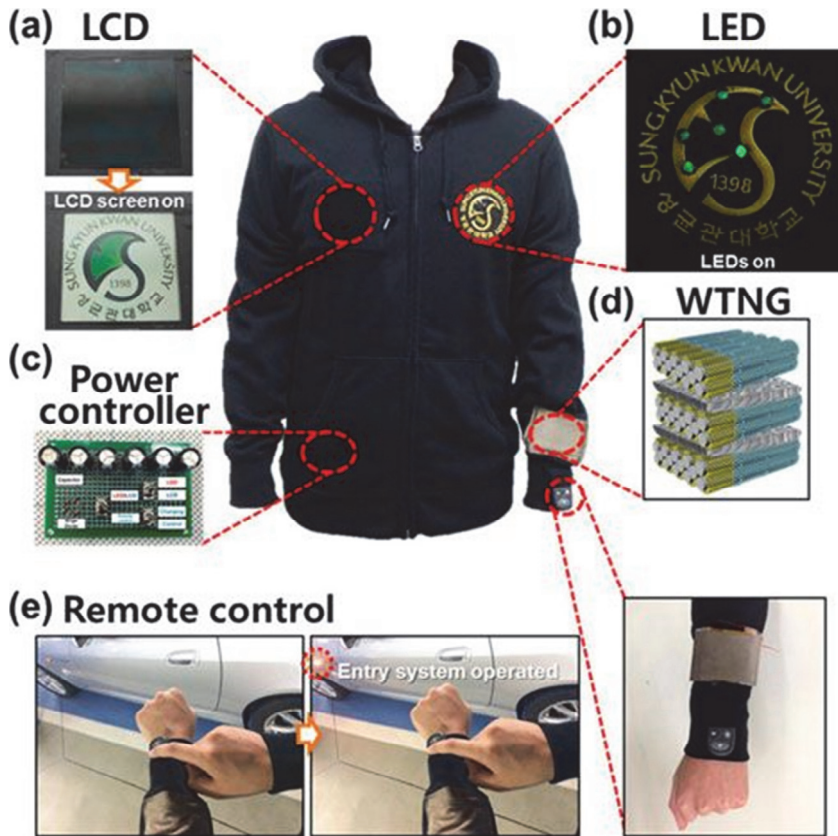 (a) LCD
LCD screen on
SUNGKYUNKWAN UNIVERSITY
1398
성균관대학교
(b) LED
SUNGKYUNKWAN UNIVERSITY
1398
성균관대학교
LEDs on
(c) Power
controller
Capacitor
(d) WTNG
(e) Remote control
Entry system operated